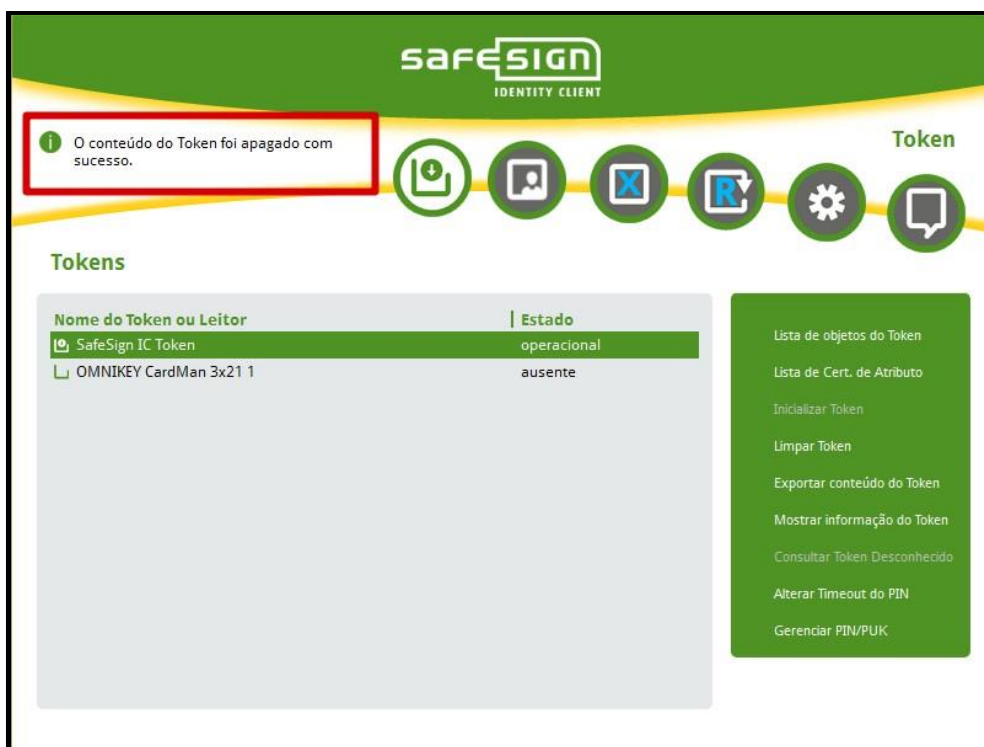 safesign
IDENTITY CLIENT
O conteúdo do Token foi apagado com
sucesso.
Token
X
R
Tokens
Nome do Token ou Leitor
Estado
SafeSign IC Token
operacional
OMNIKEY CardMan 3x21 1
ausente
Lista de objetos do Token
Lista de Cert. de Atributo
Inicializar Token
Limpar Token
Exportar conteúdo do Token
Mostrar informação do Token
Consultar Token Desconhecido
Alterar Timeout do PIN
Gerenciar PIN/PUK